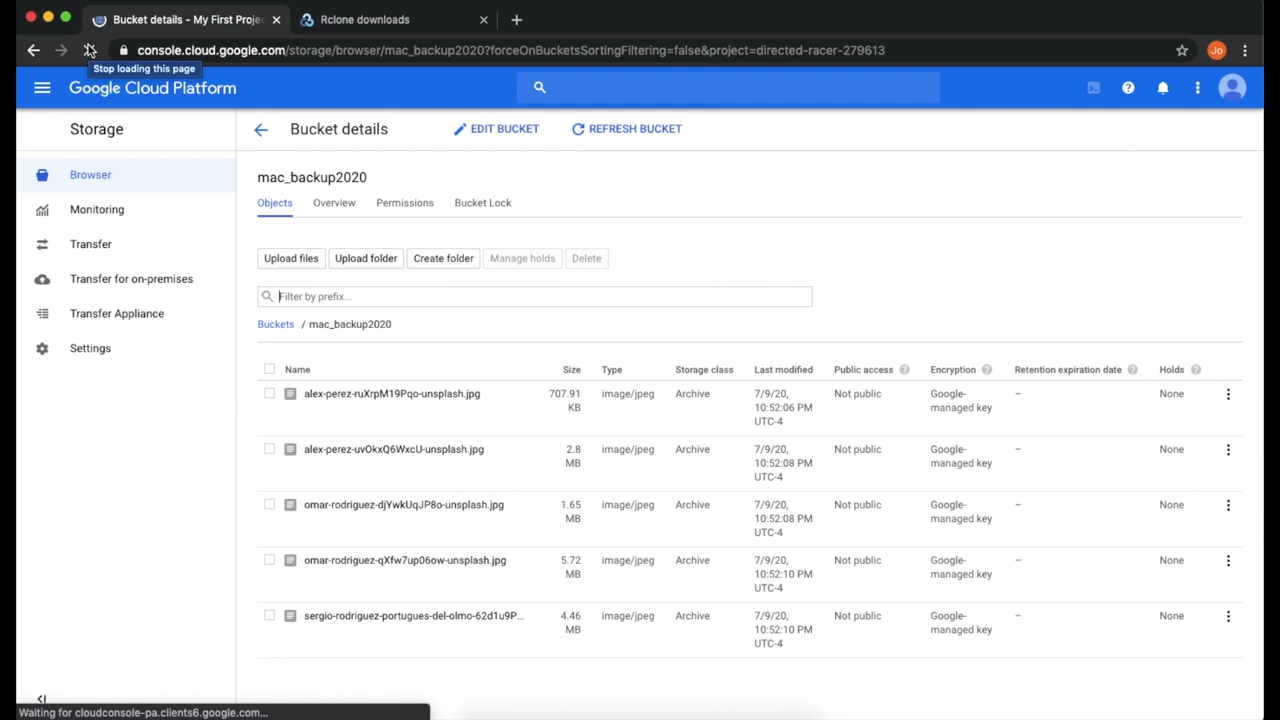 Bucket details - My First Projec
Rclone downloads
console.cloud.google.com/storage/browser/mac_backup2020?forceOnBucketsSortingFiltering=false&project=directed-racer-279613
Jo
Stop loading this page
Google Cloud Platform
Storage
Bucket details
EDIT BUCKET
REFRESH BUCKET
Browser
Monitoring
Transfer
Transfer for on-premises
Transfer Appliance
Settings
mac_backup2020
Objects Overview Permissions Bucket Lock
Upload files Upload folder Create folder Manage holds Delete
Filter by prefix...
Buckets / mac_backup2020
Name Size Type Storage class Last modified Public access Encryption Retention expiration date Holds
alex-perez-ruXrpM19Pqo-unsplash.jpg 707.91 image/jpeg Archive 7/9/20, Not public Google- – None
KB 10:52:06 PM managed key
UTC-4
alex-perez-uvOkxQ6WxcU-unsplash.jpg 2.8 image/jpeg Archive 7/9/20, Not public Google- – None
MB 10:52:08 PM managed key
UTC-4
omar-rodriguez-djYwkUqJP8o-unsplash.jpg 1.65 image/jpeg Archive 7/9/20, Not public Google- – None
MB 10:52:08 PM managed key
UTC-4
omar-rodriguez-qXfw7up06ow-unsplash.jpg 5.72 image/jpeg Archive 7/9/20, Not public Google- – None
MB 10:52:10 PM managed key
UTC-4
sergio-rodriguez-portugues-del-olmo-62d1u9P... 4.46 image/jpeg Archive 7/9/20, Not public Google- – None
MB 10:52:10 PM managed key
UTC-4
Waiting for cloudconsole-pa.clients6.google.com...